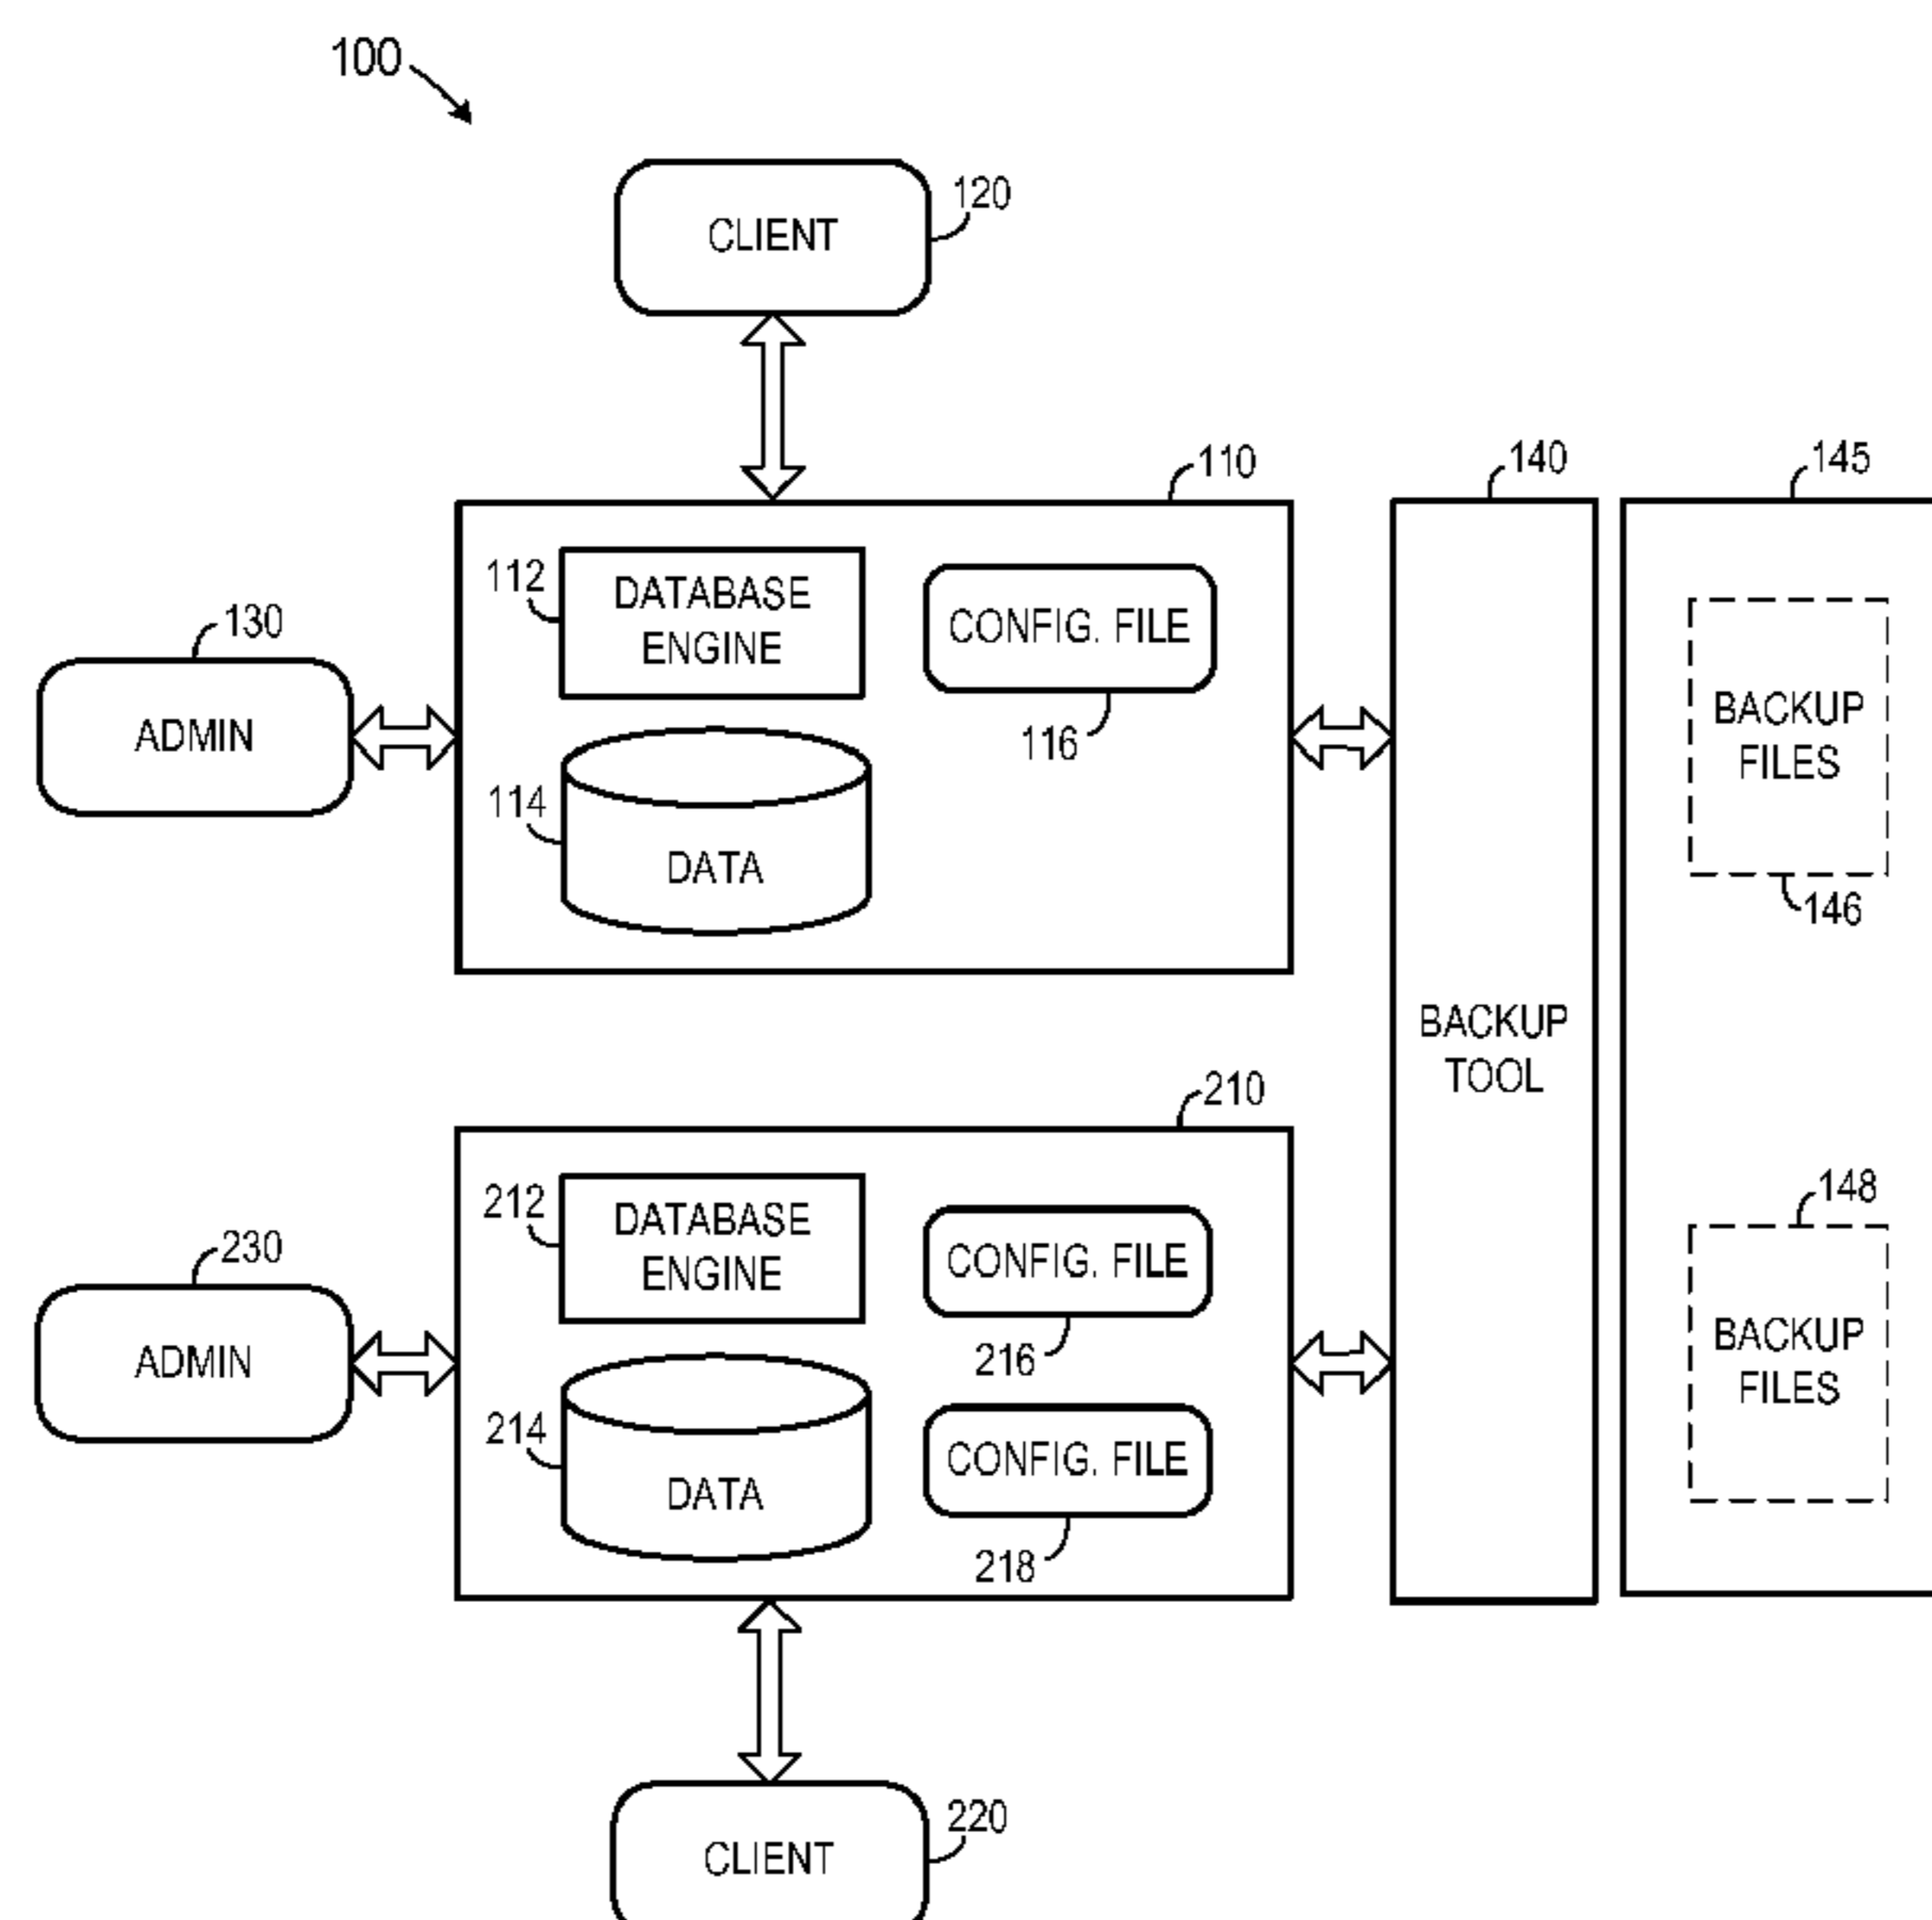 100
CLIENT
120
110
140
145
112
DATABASE
ENGINE
CONFIG. FILE
116
130
ADMIN
114
DATA
BACKUP
FILES
146
BACKUP
TOOL
210
212
DATABASE
ENGINE
CONFIG. FILE
216
230
ADMIN
214
DATA
CONFIG. FILE
218
148
BACKUP
FILES
CLIENT
220